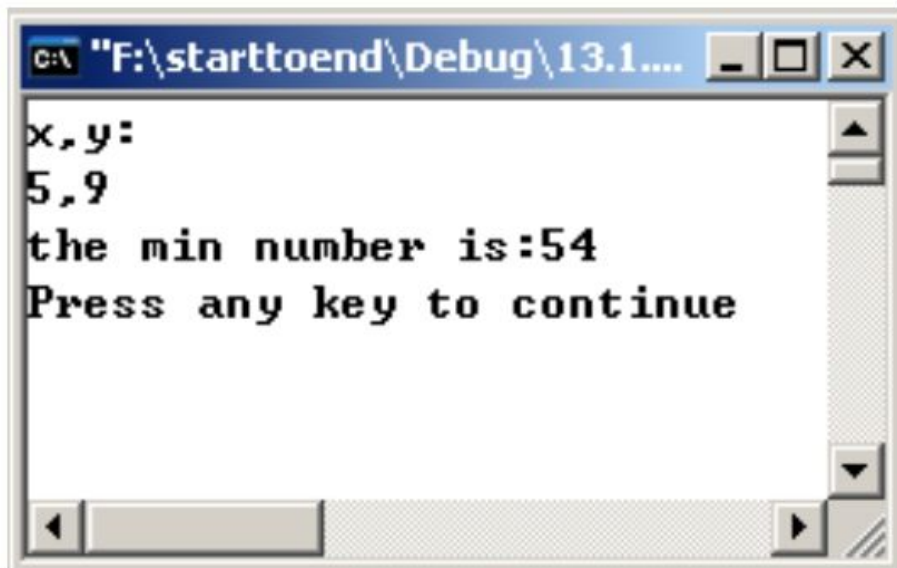 C:\ "F:\starttoend\Debug\13.1....
x,y:
5,9
the min number is:54
Press any key to continue